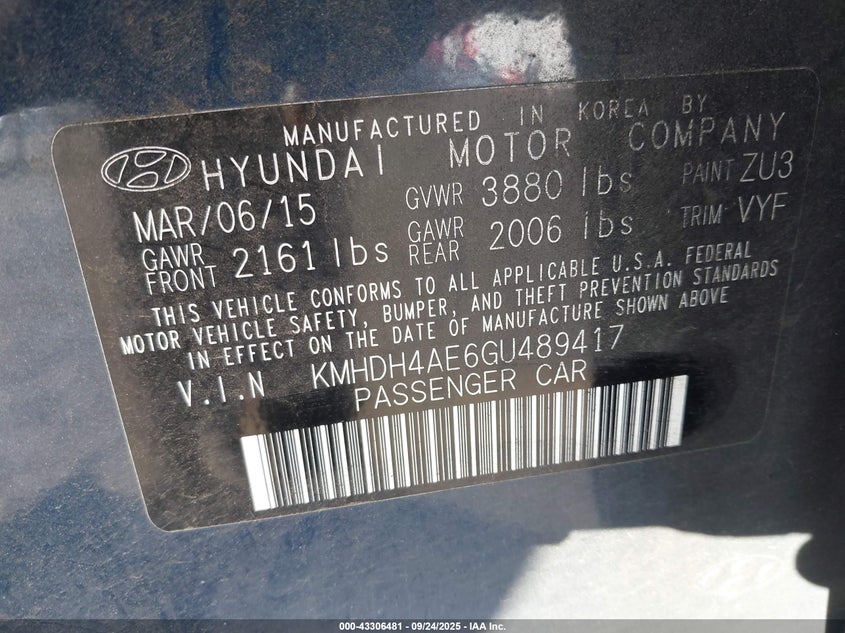 MANUFACTURED IN KOREA BY
HYUNDAI MOTOR COMPANY
MAR/06/15 GVWR 3880 lbs PAINT ZU3
GAWR FRONT 2161 lbs GAWR REAR 2006 lbs TRIM VYF
THIS VEHICLE CONFORMS TO ALL APPLICABLE U.S.A. FEDERAL
MOTOR VEHICLE SAFETY, BUMPER, AND THEFT PREVENTION STANDARDS
IN EFFECT ON THE DATE OF MANUFACTURE SHOWN ABOVE
V.I.N KMHDH4AE6GU489417
PASSENGER CAR
000-43306481 - 09/24/2025 - IAA Inc.